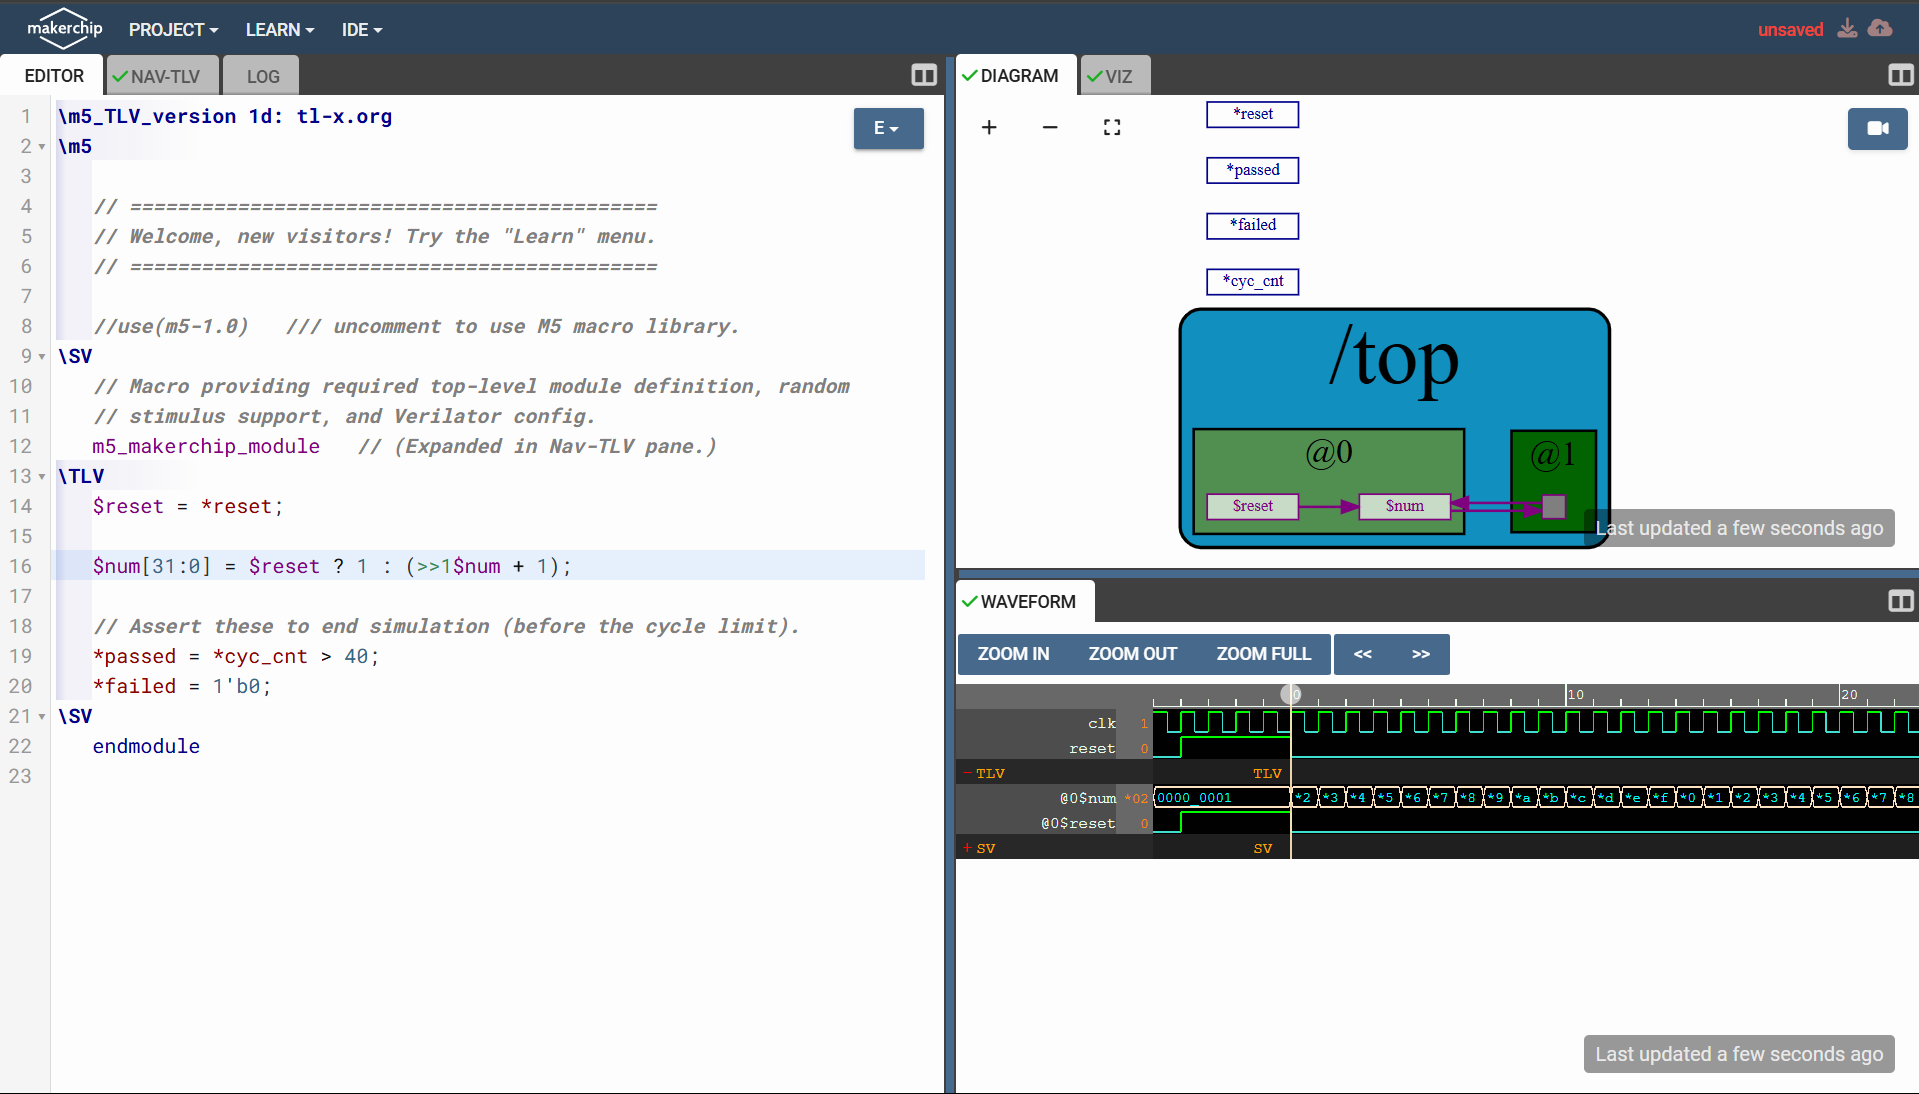 makerchip PROJECT LEARN IDE unsaved
EDITOR NAV-TLV LOG
1 \m5_TLV_version 1d: tl-x.org
E
2 \m5
3
4 // ============================================
5 // Welcome, new visitors! Try the "Learn" menu.
6 // ============================================
7
8 //use(m5-1.0)   /// uncomment to use M5 macro library.
9 \SV
10 // Macro providing required top-level module definition, random
11 // stimulus support, and Verilator config.
12 m5_makerchip_module   // (Expanded in Nav-TLV pane.)
13 \TLV
14 $reset = *reset;
15
16 $num[31:0] = $reset ? 1 : (>>1$num + 1);
17
18 // Assert these to end simulation (before the cycle limit).
19 *passed = *cyc_cnt > 40;
20 *failed = 1'b0;
21 \SV
22 endmodule
23
DIAGRAM VIZ
+ −
*reset
*passed
*failed
*cyc_cnt
/top
@0 @1
$reset $num
Last updated a few seconds ago
WAVEFORM
ZOOM IN ZOOM OUT ZOOM FULL << >>
0 10 20
clk 1
reset 0
- TLV TLV
@0$num *02 0000_0001 *2 *3 *4 *5 *6 *7 *8 *9 *a *b *c *d *e *f *0 *1 *2 *3 *4 *5 *6 *7 *8
@0$reset 0
+ SV SV
Last updated a few seconds ago